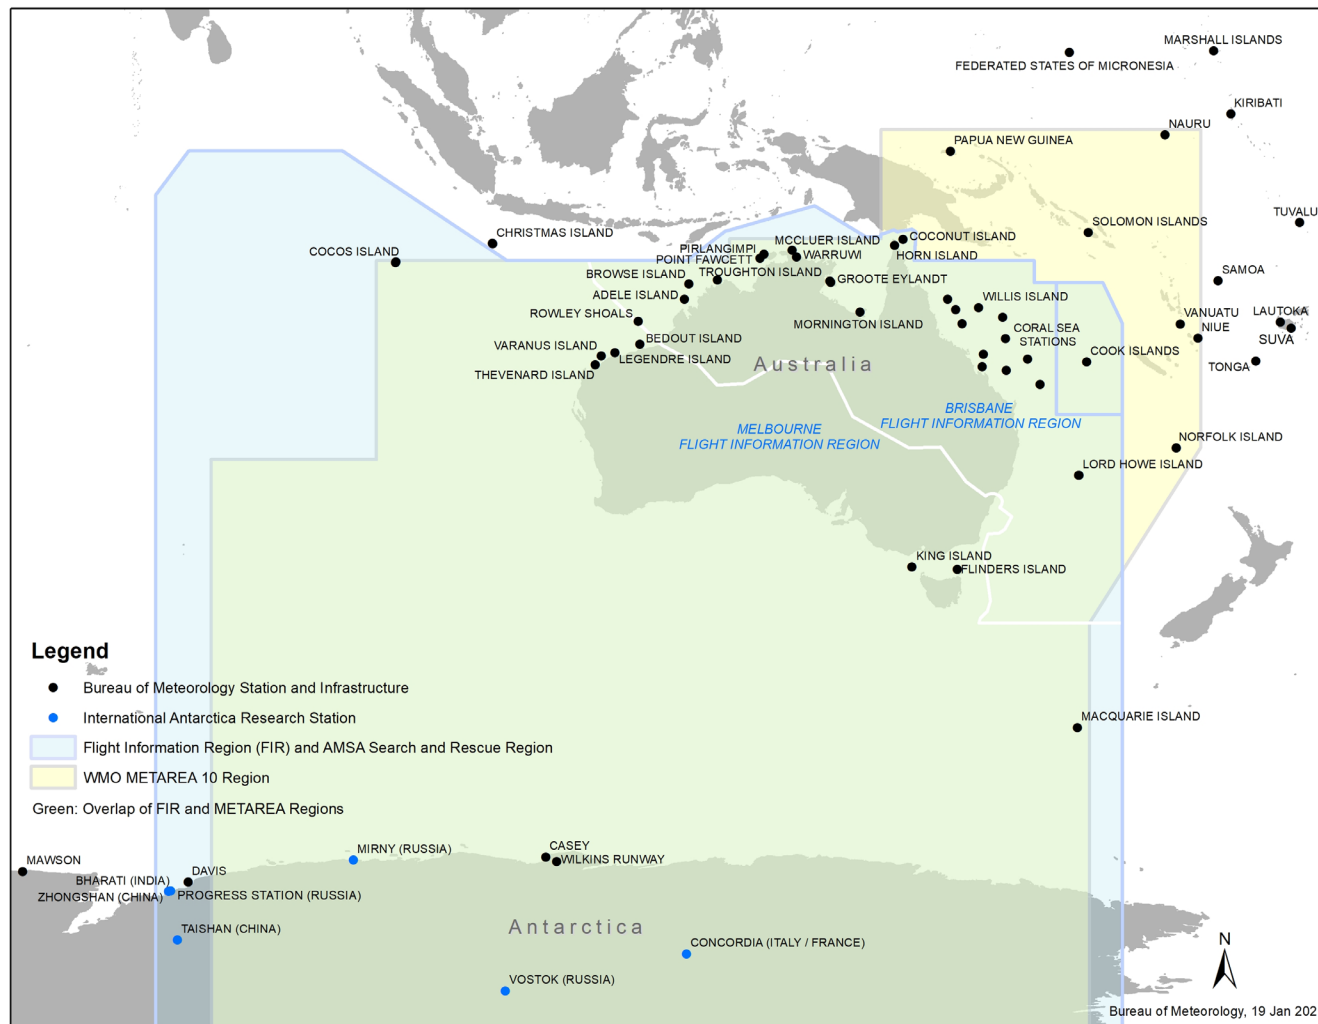 MARSHALL ISLANDS
FEDERATED STATES OF MICRONESIA
KIRIBATI
NAURU
PAPUA NEW GUINEA
TUVALU
SOLOMON ISLANDS
CHRISTMAS ISLAND
COCONUT ISLAND
MCCLUER ISLAND
COCOS ISLAND
PIRLANGIMPI
HORN ISLAND
POINT FAWCETT
WARRUWI
BROWSE ISLAND
TROUGHTON ISLAND
SAMOA
GROOTE EYLANDT
ADELE ISLAND
WILLIS ISLAND
ROWLEY SHOALS
VANUATU
LAUTOKA
MORNINGTON ISLAND
NIUE
CORAL SEA
STATIONS
BEDOUT ISLAND
SUVA
VARANUS ISLAND
COOK ISLANDS
LEGENDRE ISLAND
Australia
TONGA
THEVENARD ISLAND
BRISBANE
FLIGHT INFORMATION REGION
MELBOURNE
FLIGHT INFORMATION REGION
NORFOLK ISLAND
LORD HOWE ISLAND
KING ISLAND
FLINDERS ISLAND
Legend
Bureau of Meteorology Station and Infrastructure
International Antarctica Research Station
Flight Information Region (FIR) and AMSA Search and Rescue Region
WMO METAREA 10 Region
Green: Overlap of FIR and METAREA Regions
MACQUARIE ISLAND
MIRNY (RUSSIA)
CASEY
WILKINS RUNWAY
MAWSON
DAVIS
BHARATI (INDIA)
ZHONGSHAN (CHINA)
PROGRESS STATION (RUSSIA)
TAISHAN (CHINA)
Antarctica
CONCORDIA (ITALY / FRANCE)
VOSTOK (RUSSIA)
N
Bureau of Meteorology, 19 Jan 202